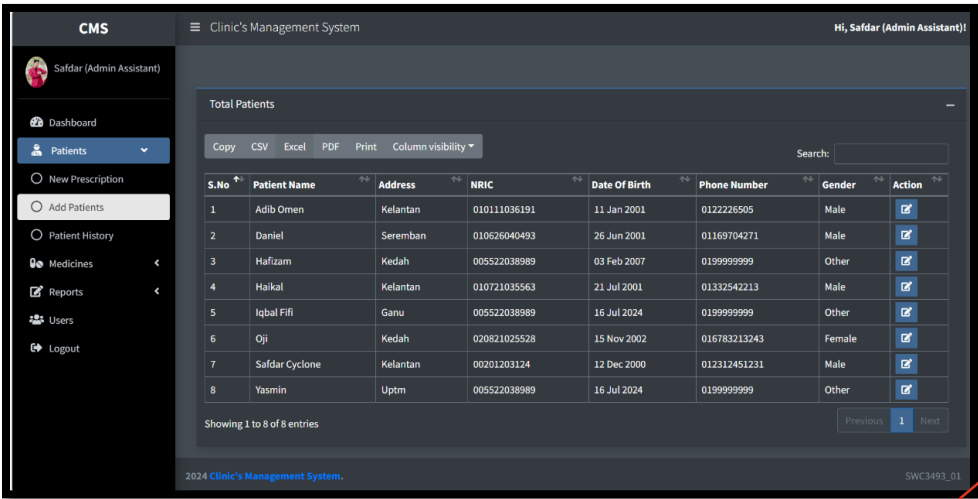 CMS
Clinic's Management System
Hi, Safdar (Admin Assistant)!
Safdar (Admin Assistant)
Dashboard
Patients
New Prescription
Add Patients
Patient History
Medicines
Reports
Users
Logout
Total Patients
Copy CSV Excel PDF Print Column visibility
Search:
S.No Patient Name Address NRIC Date Of Birth Phone Number Gender Action
1 Adib Omen Kelantan 010111036191 11 Jan 2001 0122226505 Male
2 Daniel Seremban 010626040493 26 Jun 2001 01169704271 Male
3 Hafizam Kedah 005522038989 03 Feb 2007 0199999999 Other
4 Haikal Kelantan 010721035563 21 Jul 2001 01332542213 Male
5 Iqbal Fifi Ganu 005522038989 16 Jul 2024 0199999999 Other
6 Oji Kedah 020821025528 15 Nov 2002 016783213243 Female
7 Safdar Cyclone Kelantan 00201203124 12 Dec 2000 012312451231 Male
8 Yasmin Uptm 005522038989 16 Jul 2024 0199999999 Other
Showing 1 to 8 of 8 entries
Previous 1 Next
2024 Clinic's Management System.
SWC3493_01